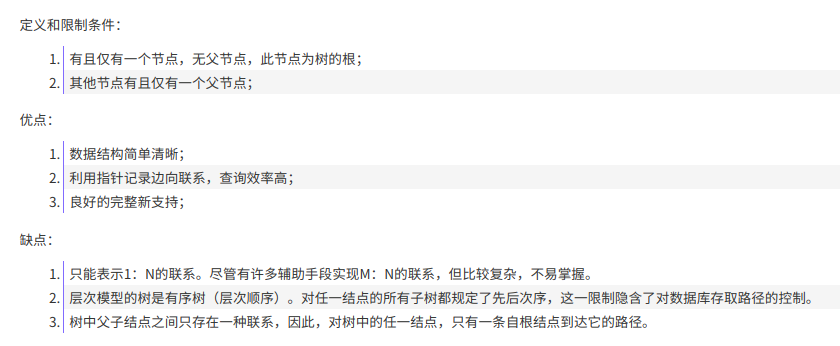 定义和限制条件：
1. 有且仅有一个节点，无父节点，此节点为树的根；
2. 其他节点有且仅有一个父节点；
优点：
1. 数据结构简单清晰；
2. 利用指针记录边向联系，查询效率高；
3. 良好的完整新支持；
缺点：
1. 只能表示1：N的联系。尽管有许多辅助手段实现M：N的联系，但比较复杂，不易掌握。
2. 层次模型的树是有序树（层次顺序）。对任一结点的所有子树都规定了先后次序，这一限制隐含了对数据库存取路径的控制。
3. 树中父子结点之间只存在一种联系，因此，对树中的任一结点，只有一条自根结点到达它的路径。